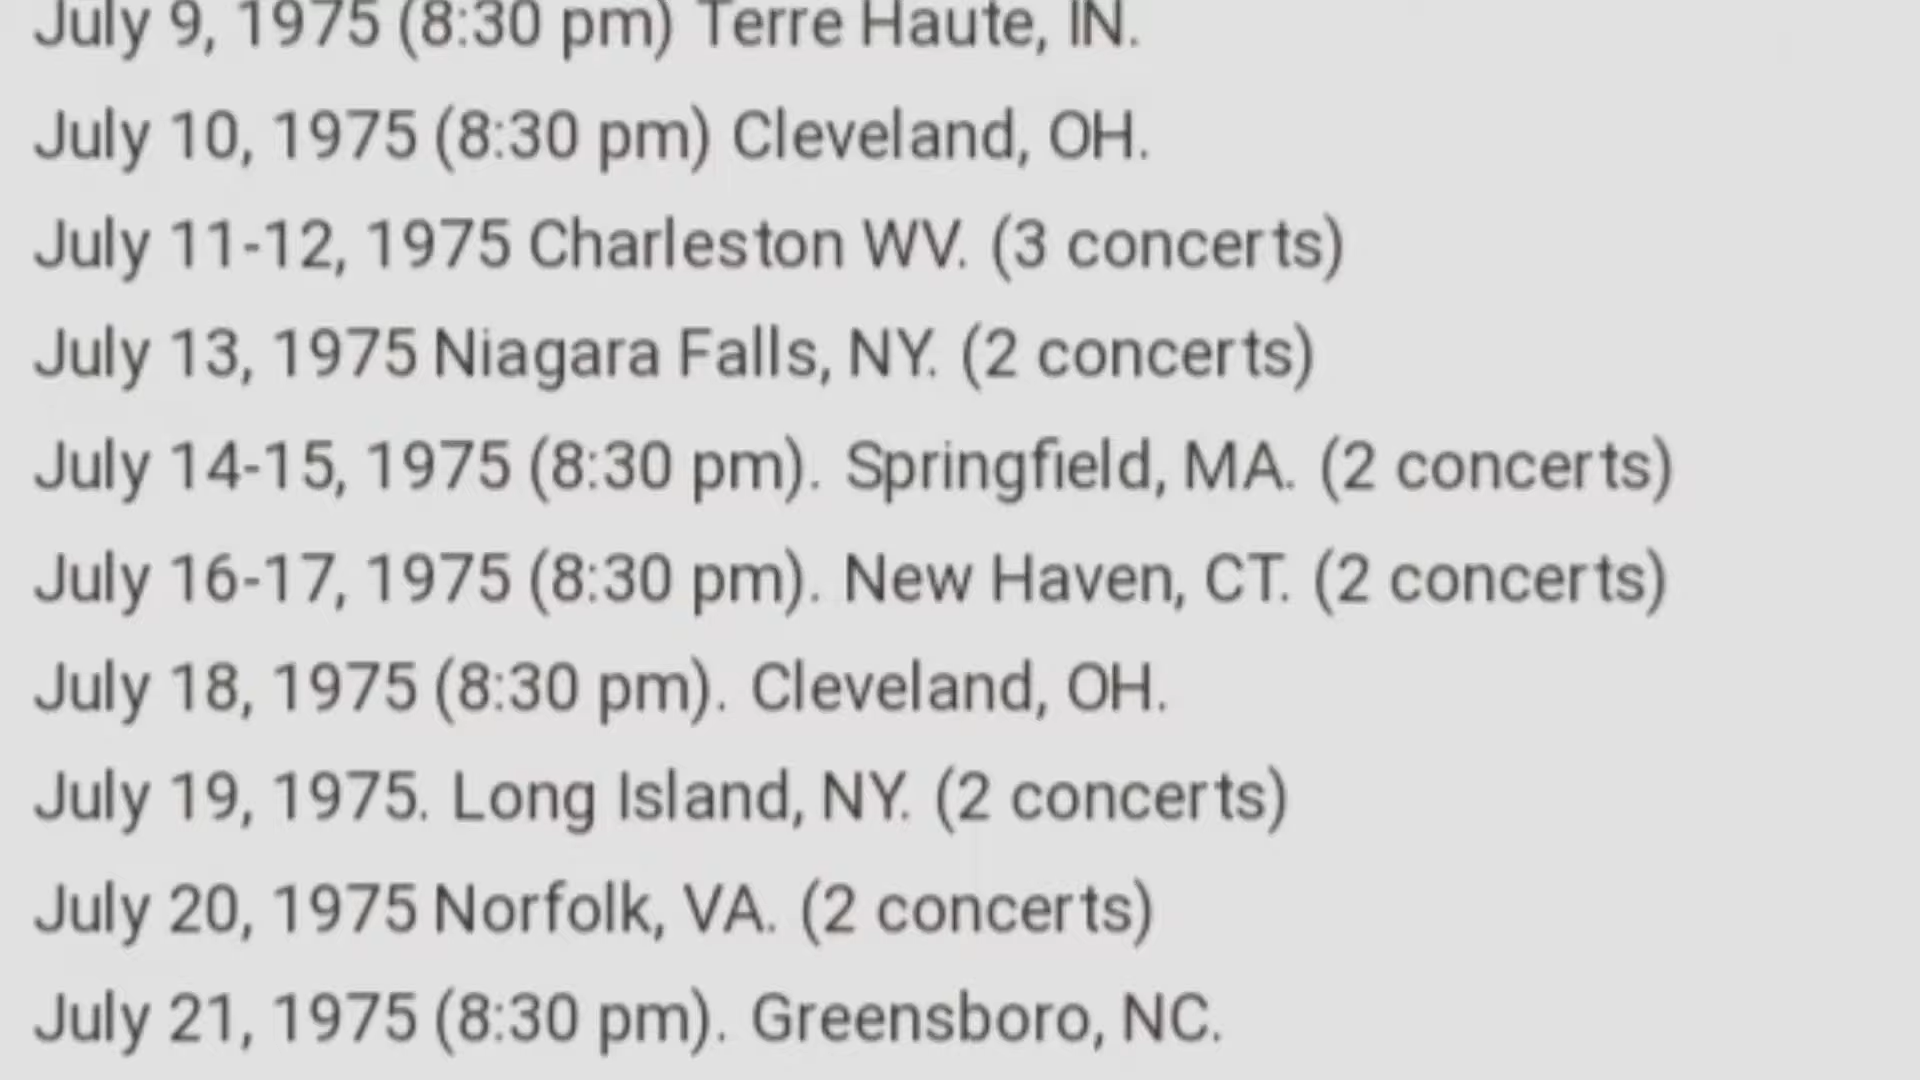 July 9, 1975 (8:30 pm) Terre Haute, IN.
July 10, 1975 (8:30 pm) Cleveland, OH.
July 11-12, 1975 Charleston WV. (3 concerts)
July 13, 1975 Niagara Falls, NY. (2 concerts)
July 14-15, 1975 (8:30 pm). Springfield, MA. (2 concerts)
July 16-17, 1975 (8:30 pm). New Haven, CT. (2 concerts)
July 18, 1975 (8:30 pm). Cleveland, OH.
July 19, 1975. Long Island, NY. (2 concerts)
July 20, 1975 Norfolk, VA. (2 concerts)
July 21, 1975 (8:30 pm). Greensboro, NC.